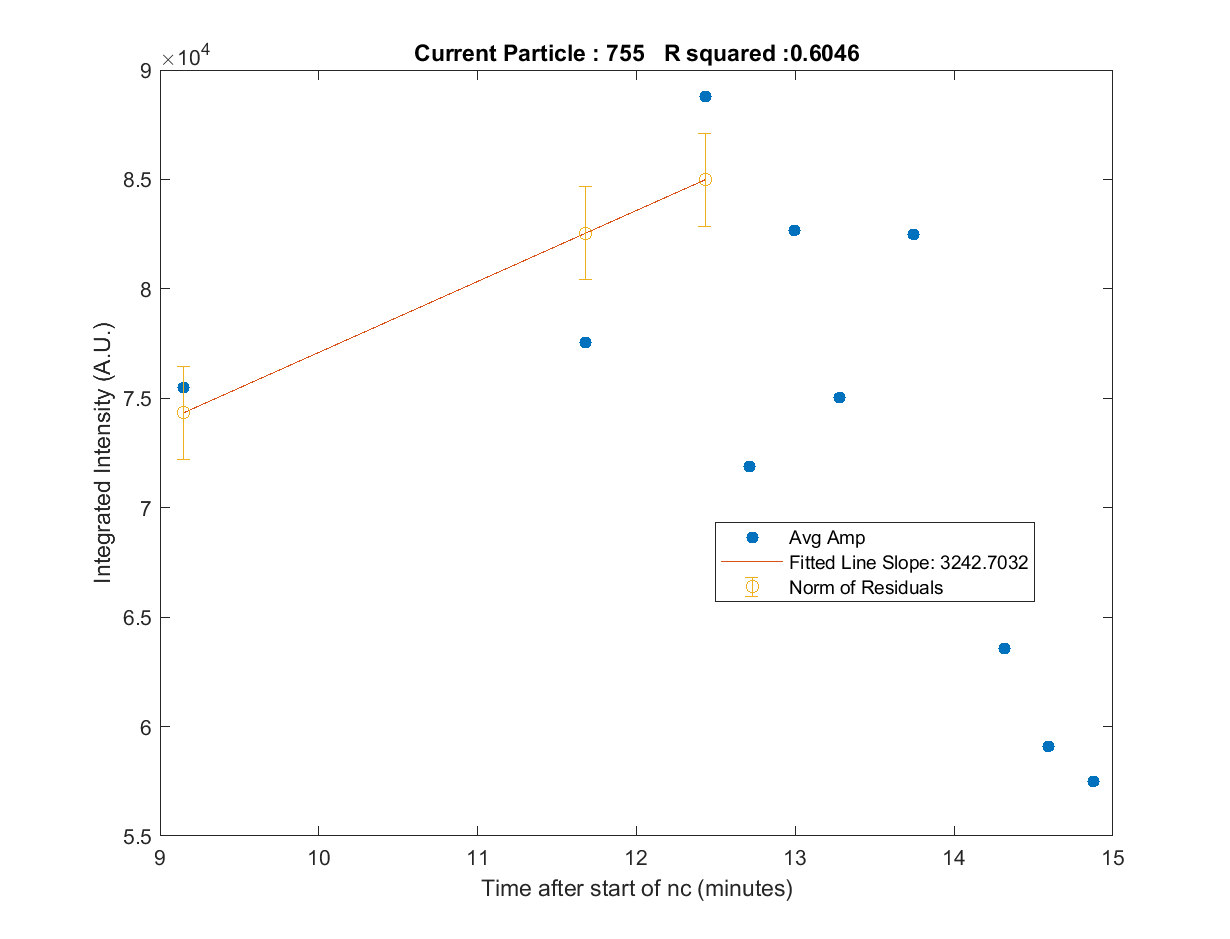 Current Particle : 755   R squared :0.6046
×10^4
9
8.5
8
7.5
7
6.5
6
5.5
Integrated Intensity (A.U.)
Avg Amp
Fitted Line Slope: 3242.7032
Norm of Residuals
9 10 11 12 13 14 15
Time after start of nc (minutes)